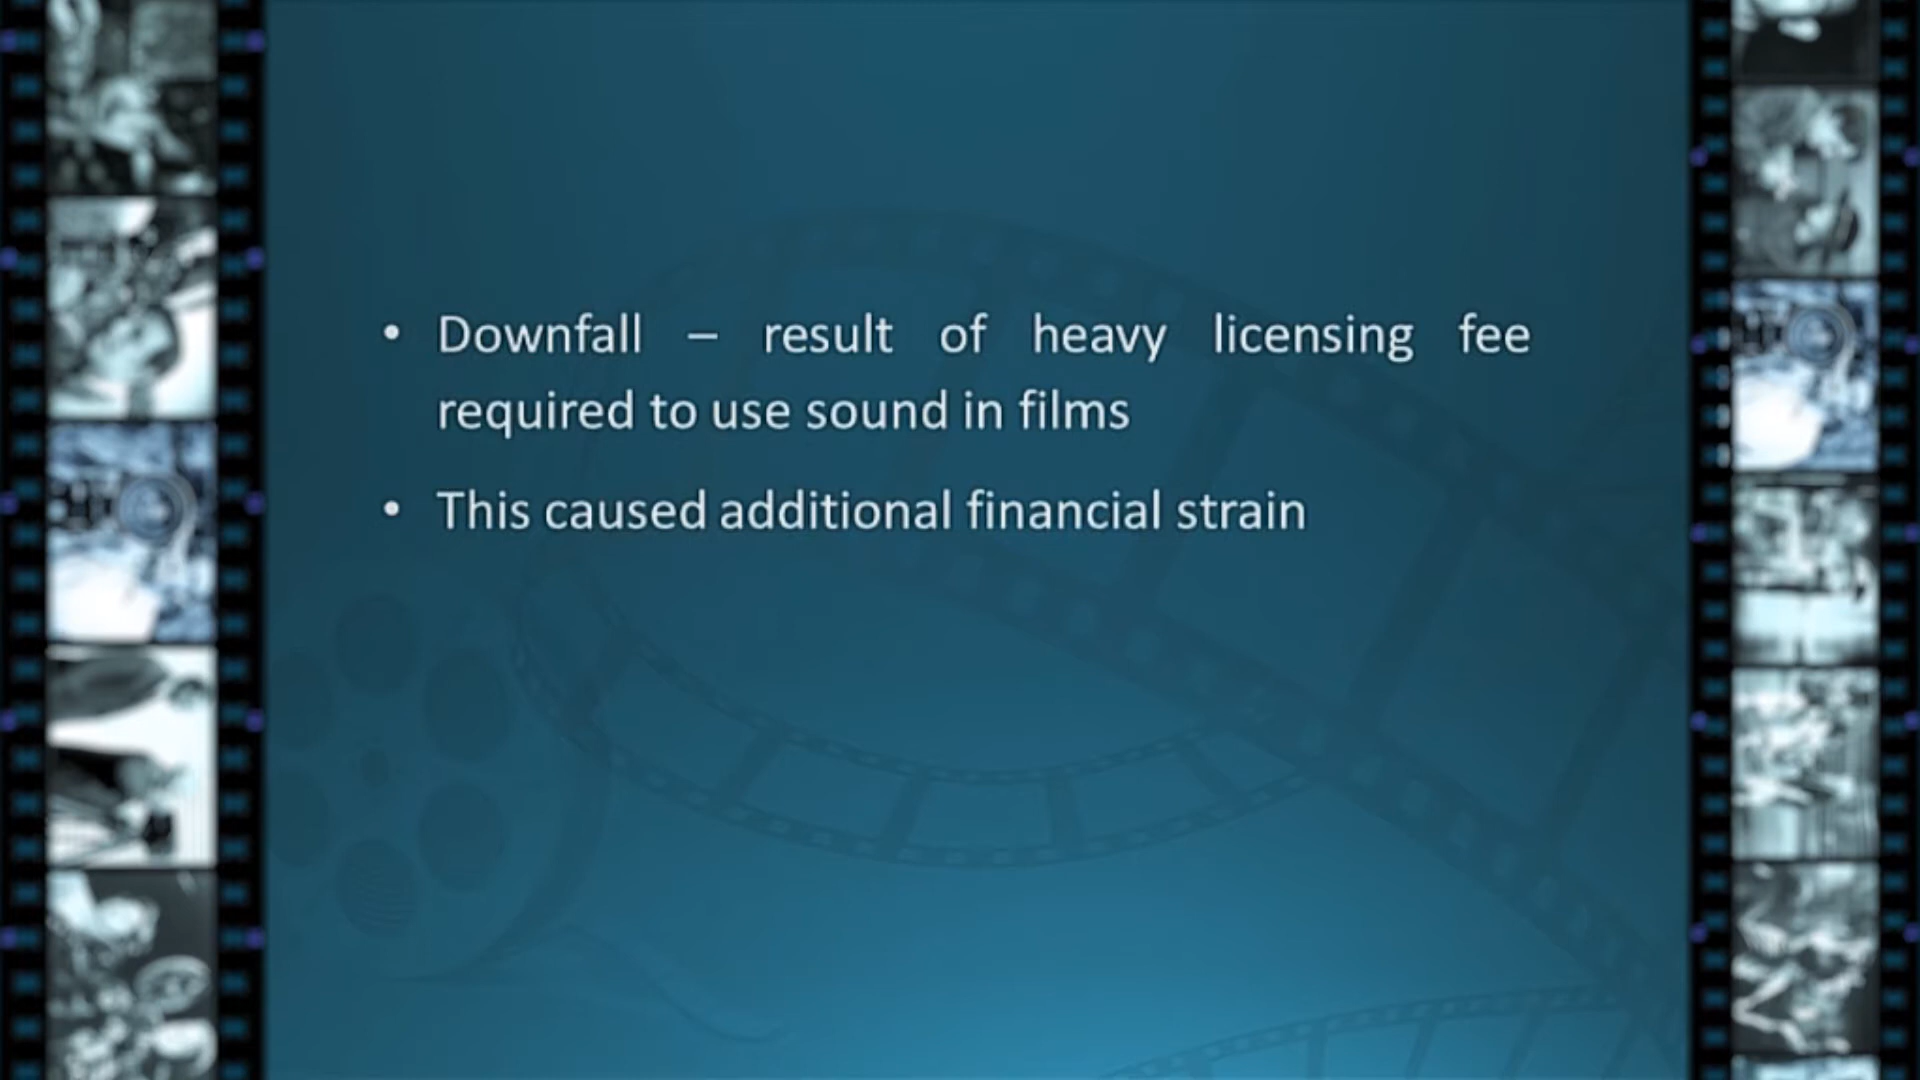 • Downfall – result of heavy licensing fee
required to use sound in films
• This caused additional financial strain